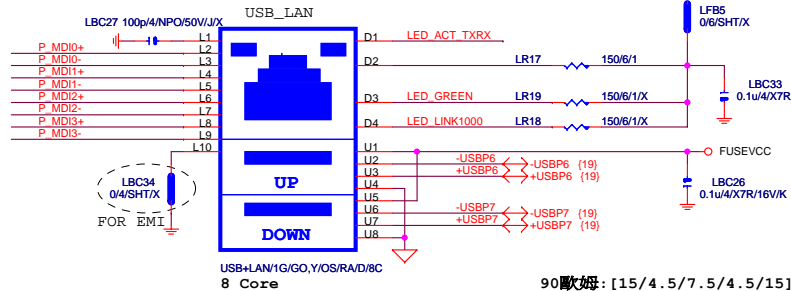 USB_LAN
LBC27 100p/4/NPO/50V/J/X
LFB5
0/6/SHT/X
L1
P_MDI0+ L2
P_MDI0- L3
P_MDI1+ L4
P_MDI1- L5
P_MDI2+ L6
P_MDI2- L7
P_MDI3+ L8
P_MDI3- L9
L10
D1 LED_ACT_TXRX
D2 LR17 150/6/1
D3 LED_GREEN LR19 150/6/1/X
D4 LED_LINK1000 LR18 150/6/1/X
LBC33
0.1u/4/X7R
U1 FUSEVCC
U2 -USBP6 -USBP6 {19}
U3 +USBP6 +USBP6 {19}
U4
U5
U6 -USBP7 -USBP7 {19}
U7 +USBP7 +USBP7 {19}
U8
UP
DOWN
LBC34
0/4/SHT/X
FOR EMI
LBC26
0.1u/4/X7R/16V/K
USB+LAN/1G/GO,Y/OS/RA/D/8C
8 Core
90歐姆:[15/4.5/7.5/4.5/15]